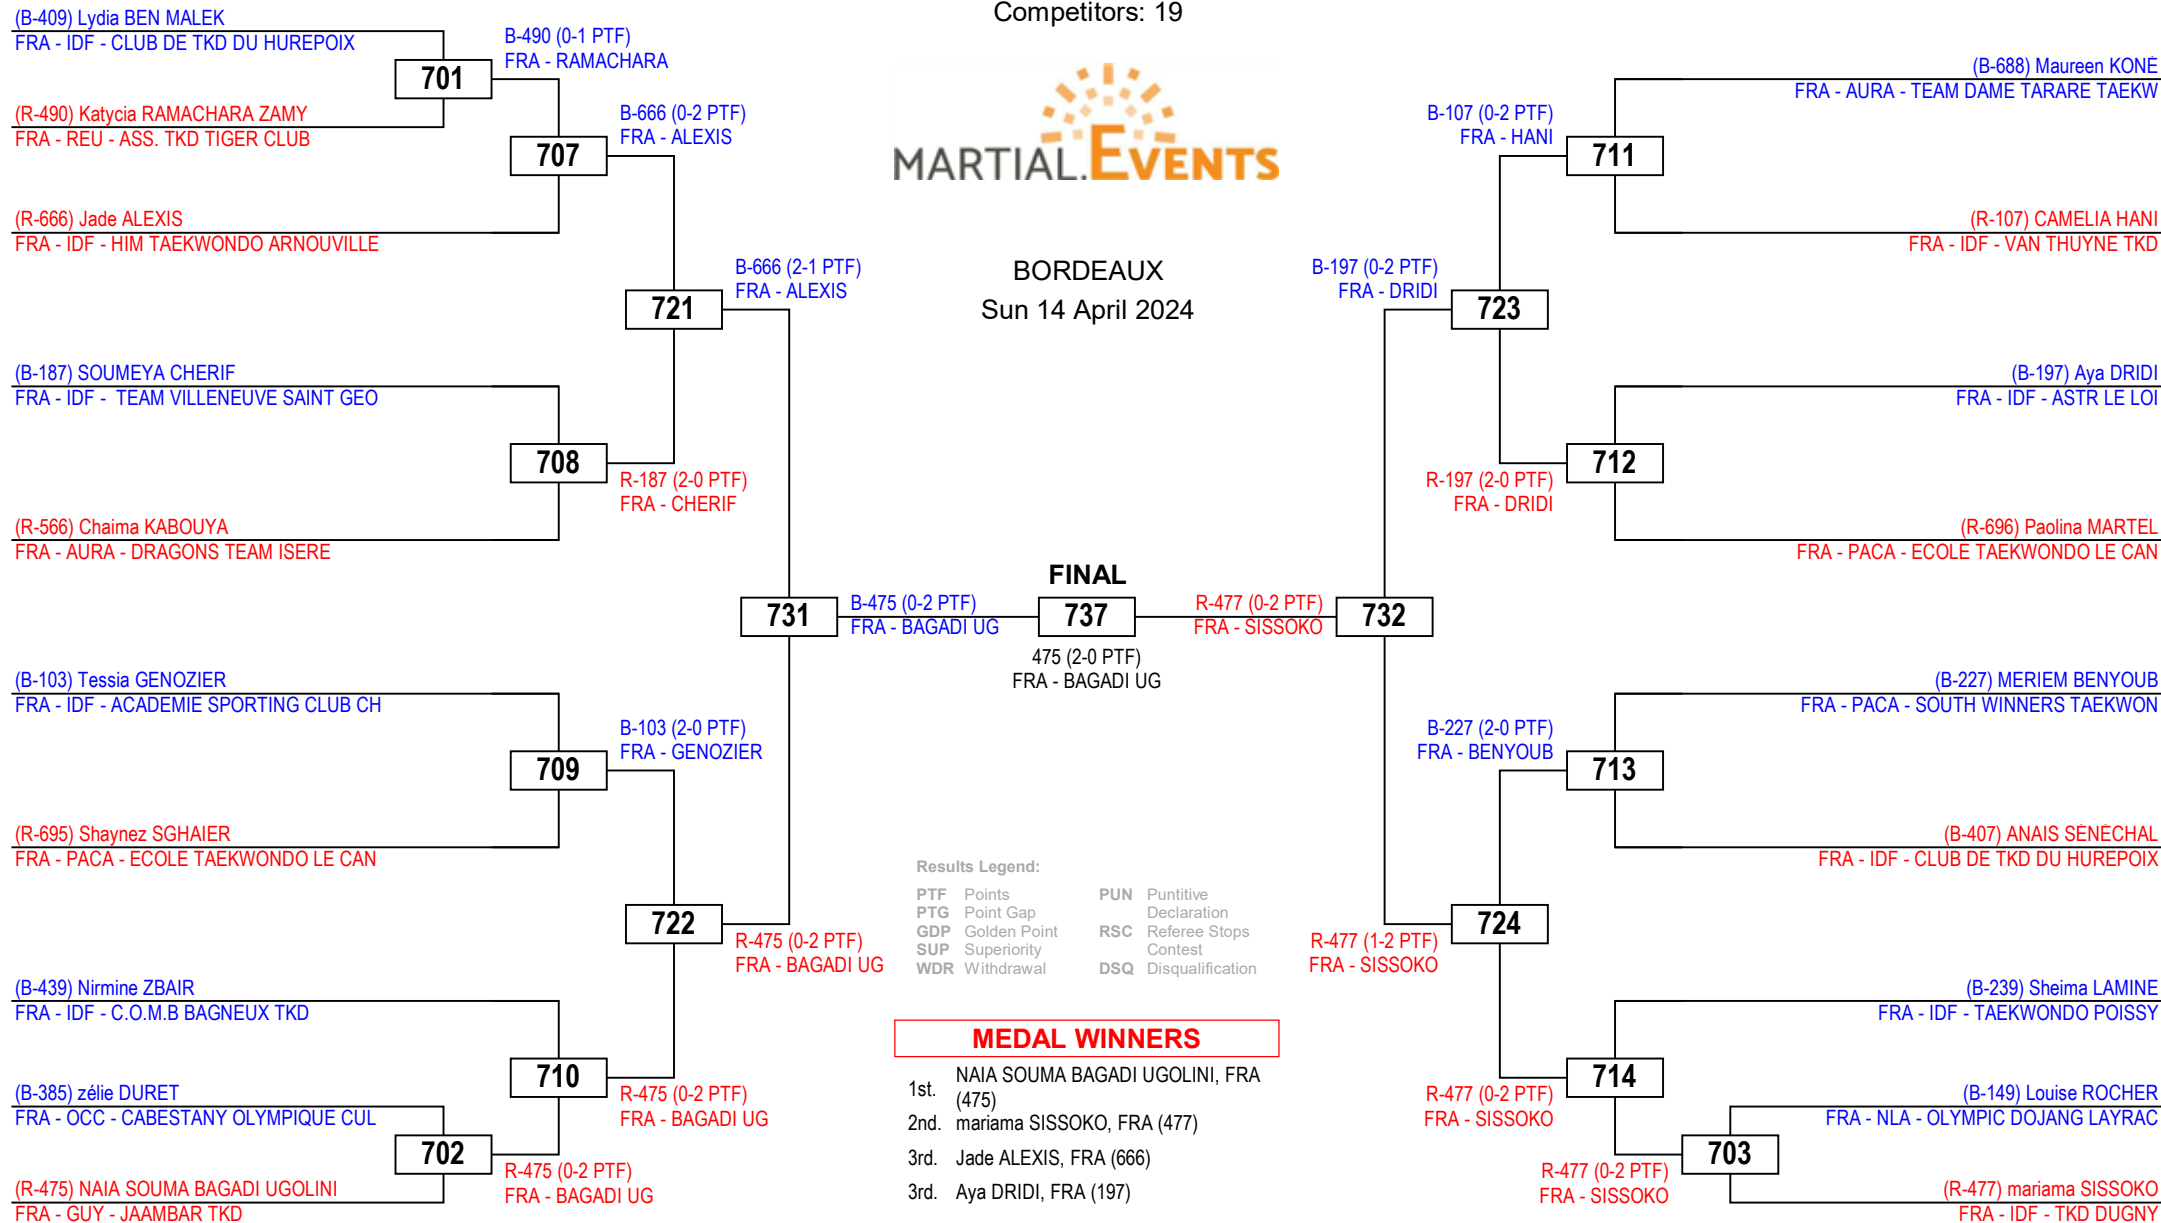 Competitors: 19
MARTIAL.EVENTS
BORDEAUX
Sun 14 April 2024
(B-409) Lydia BEN MALEK
FRA - IDF - CLUB DE TKD DU HUREPOIX
701
B-490 (0-1 PTF)
FRA - RAMACHARA
(R-490) Katycia RAMACHARA ZAMY
FRA - REU - ASS. TKD TIGER CLUB
707
B-666 (0-2 PTF)
FRA - ALEXIS
(R-666) Jade ALEXIS
FRA - IDF - HIM TAEKWONDO ARNOUVILLE
721
B-666 (2-1 PTF)
FRA - ALEXIS
(B-187) SOUMEYA CHERIF
FRA - IDF -  TEAM VILLENEUVE SAINT GEO
708
R-187 (2-0 PTF)
FRA - CHERIF
(R-566) Chaima KABOUYA
FRA - AURA - DRAGONS TEAM ISERE
731
B-475 (0-2 PTF)
FRA - BAGADI UG
(B-103) Tessia GENOZIER
FRA - IDF - ACADEMIE SPORTING CLUB CH
709
B-103 (2-0 PTF)
FRA - GENOZIER
(R-695) Shaynez SGHAIER
FRA - PACA - ECOLE TAEKWONDO LE CAN
722
R-475 (0-2 PTF)
FRA - BAGADI UG
(B-439) Nirmine ZBAIR
FRA - IDF - C.O.M.B BAGNEUX TKD
710
R-475 (0-2 PTF)
FRA - BAGADI UG
(B-385) zélie DURET
FRA - OCC - CABESTANY OLYMPIQUE CUL
702
R-475 (0-2 PTF)
FRA - BAGADI UG
(R-475) NAIA SOUMA BAGADI UGOLINI
FRA - GUY - JAAMBAR TKD
FINAL
737
475 (2-0 PTF)
FRA - BAGADI UG
(B-688) Maureen KONÉ
FRA - AURA - TEAM DAME TARARE TAEKW
B-107 (0-2 PTF)
FRA - HANI
711
(R-107) CAMELIA HANI
FRA - IDF - VAN THUYNE TKD
B-197 (0-2 PTF)
FRA - DRIDI
723
(B-197) Aya DRIDI
FRA - IDF - ASTR LE LOI
712
R-197 (2-0 PTF)
FRA - DRIDI
(R-696) Paolina MARTEL
FRA - PACA - ECOLE TAEKWONDO LE CAN
R-477 (0-2 PTF)
FRA - SISSOKO
732
(B-227) MERIEM BENYOUB
FRA - PACA - SOUTH WINNERS TAEKWON
B-227 (2-0 PTF)
FRA - BENYOUB
713
(B-407) ANAIS SÉNÉCHAL
FRA - IDF - CLUB DE TKD DU HUREPOIX
724
R-477 (1-2 PTF)
FRA - SISSOKO
(B-239) Sheima LAMINE
FRA - IDF - TAEKWONDO POISSY
714
R-477 (0-2 PTF)
FRA - SISSOKO
(B-149) Louise ROCHER
FRA - NLA - OLYMPIC DOJANG LAYRAC
703
R-477 (0-2 PTF)
FRA - SISSOKO
(R-477) mariama SISSOKO
FRA - IDF - TKD DUGNY
Results Legend:
PTF Points PUN Puntitive
PTG Point Gap Declaration
GDP Golden Point RSC Referee Stops
SUP Superiority Contest
WDR Withdrawal DSQ Disqualification
MEDAL WINNERS
1st. NAIA SOUMA BAGADI UGOLINI, FRA
(475)
2nd. mariama SISSOKO, FRA (477)
3rd. Jade ALEXIS, FRA (666)
3rd. Aya DRIDI, FRA (197)